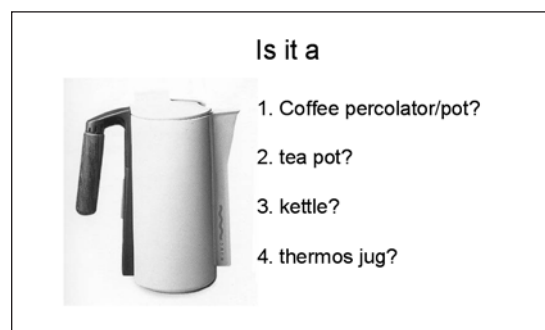 Is it a
1. Coffee percolator/pot?
2. tea pot?
3. kettle?
4. thermos jug?